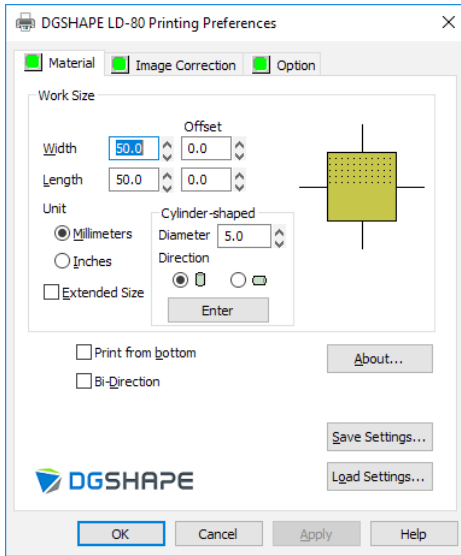 DGSHAPE LD-80 Printing Preferences
Material Image Correction Option
Work Size
Offset
Width 50.0 0.0
Length 50.0 0.0
Unit
Millimeters
Inches
Extended Size
Cylinder-shaped
Diameter 5.0
Direction
Enter
Print from bottom
Bi-Direction
About...
Save Settings...
Load Settings...
DGSHAPE
OK Cancel Apply Help